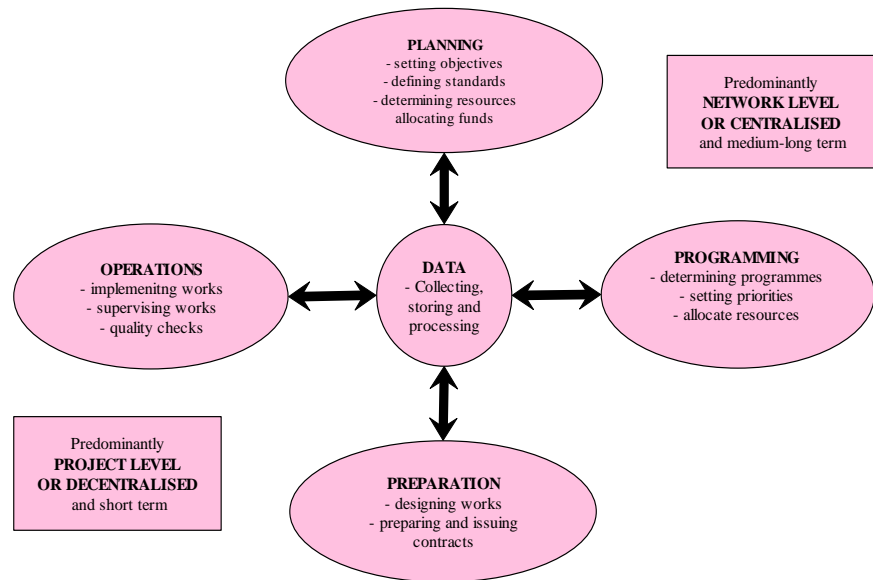 PLANNING
- setting objectives
- defining standards
- determining resources
allocating funds
Predominantly
NETWORK LEVEL
OR CENTRALISED
and medium-long term
OPERATIONS
- implemenitng works
- supervising works
- quality checks
DATA
- Collecting,
storing and
processing
PROGRAMMING
- determining programmes
- setting priorities
- allocate resources
Predominantly
PROJECT LEVEL
OR DECENTRALISED
and short term
PREPARATION
- designing works
- preparing and issuing
contracts